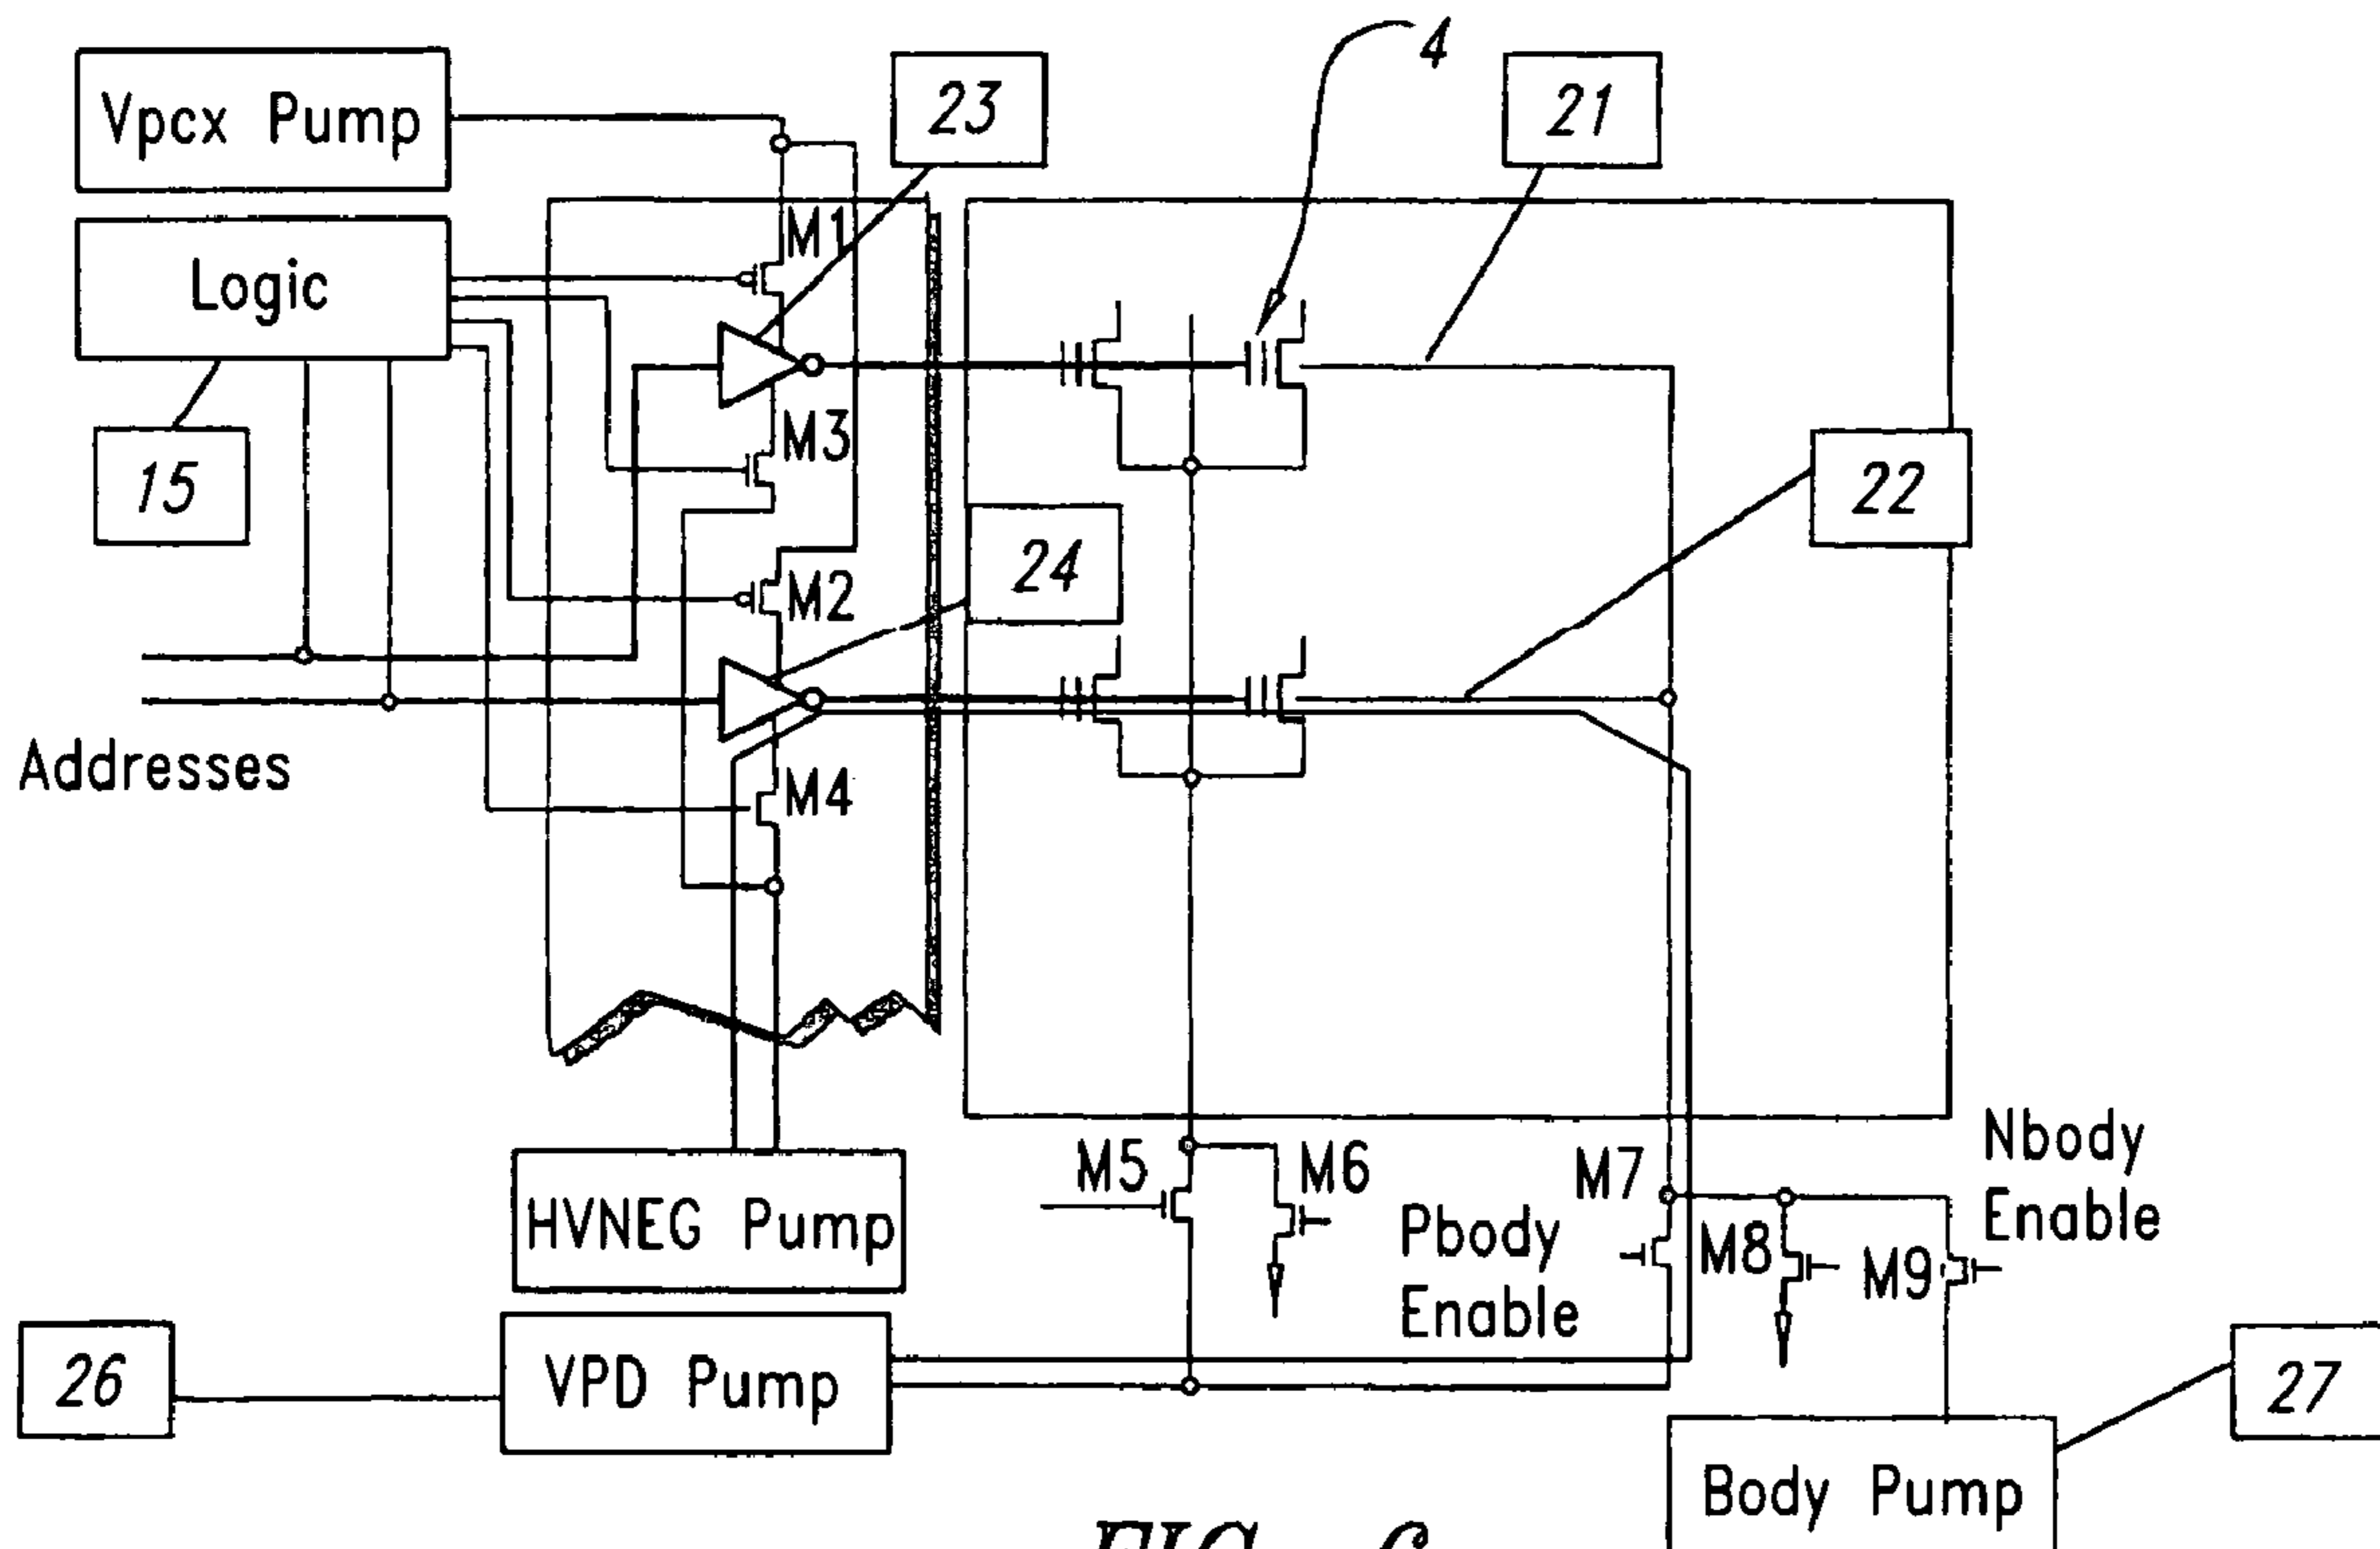 Vpcx Pump
23
4
21
M1
Logic
M3
15
22
24
M2
Addresses
M4
M5
M6
M7
Nbody
Enable
HVNEG Pump
Pbody
Enable
M8
M9
26
VPD Pump
27
Body Pump